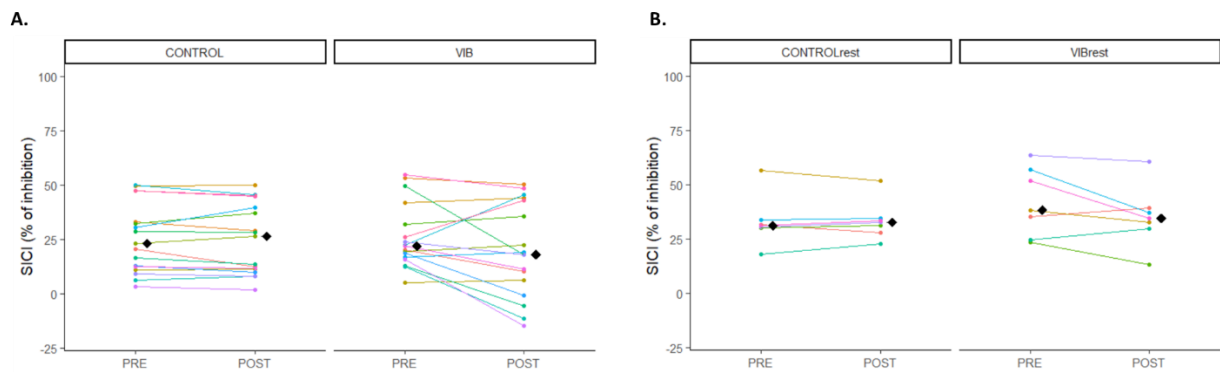 A.
CONTROL
VIB
SICI (% of inhibition)
100
75
50
25
0
-25
PRE
POST
PRE
POST
B.
CONTROLrest
VIBrest
SICI (% of inhibition)
100
75
50
25
0
-25
PRE
POST
PRE
POST